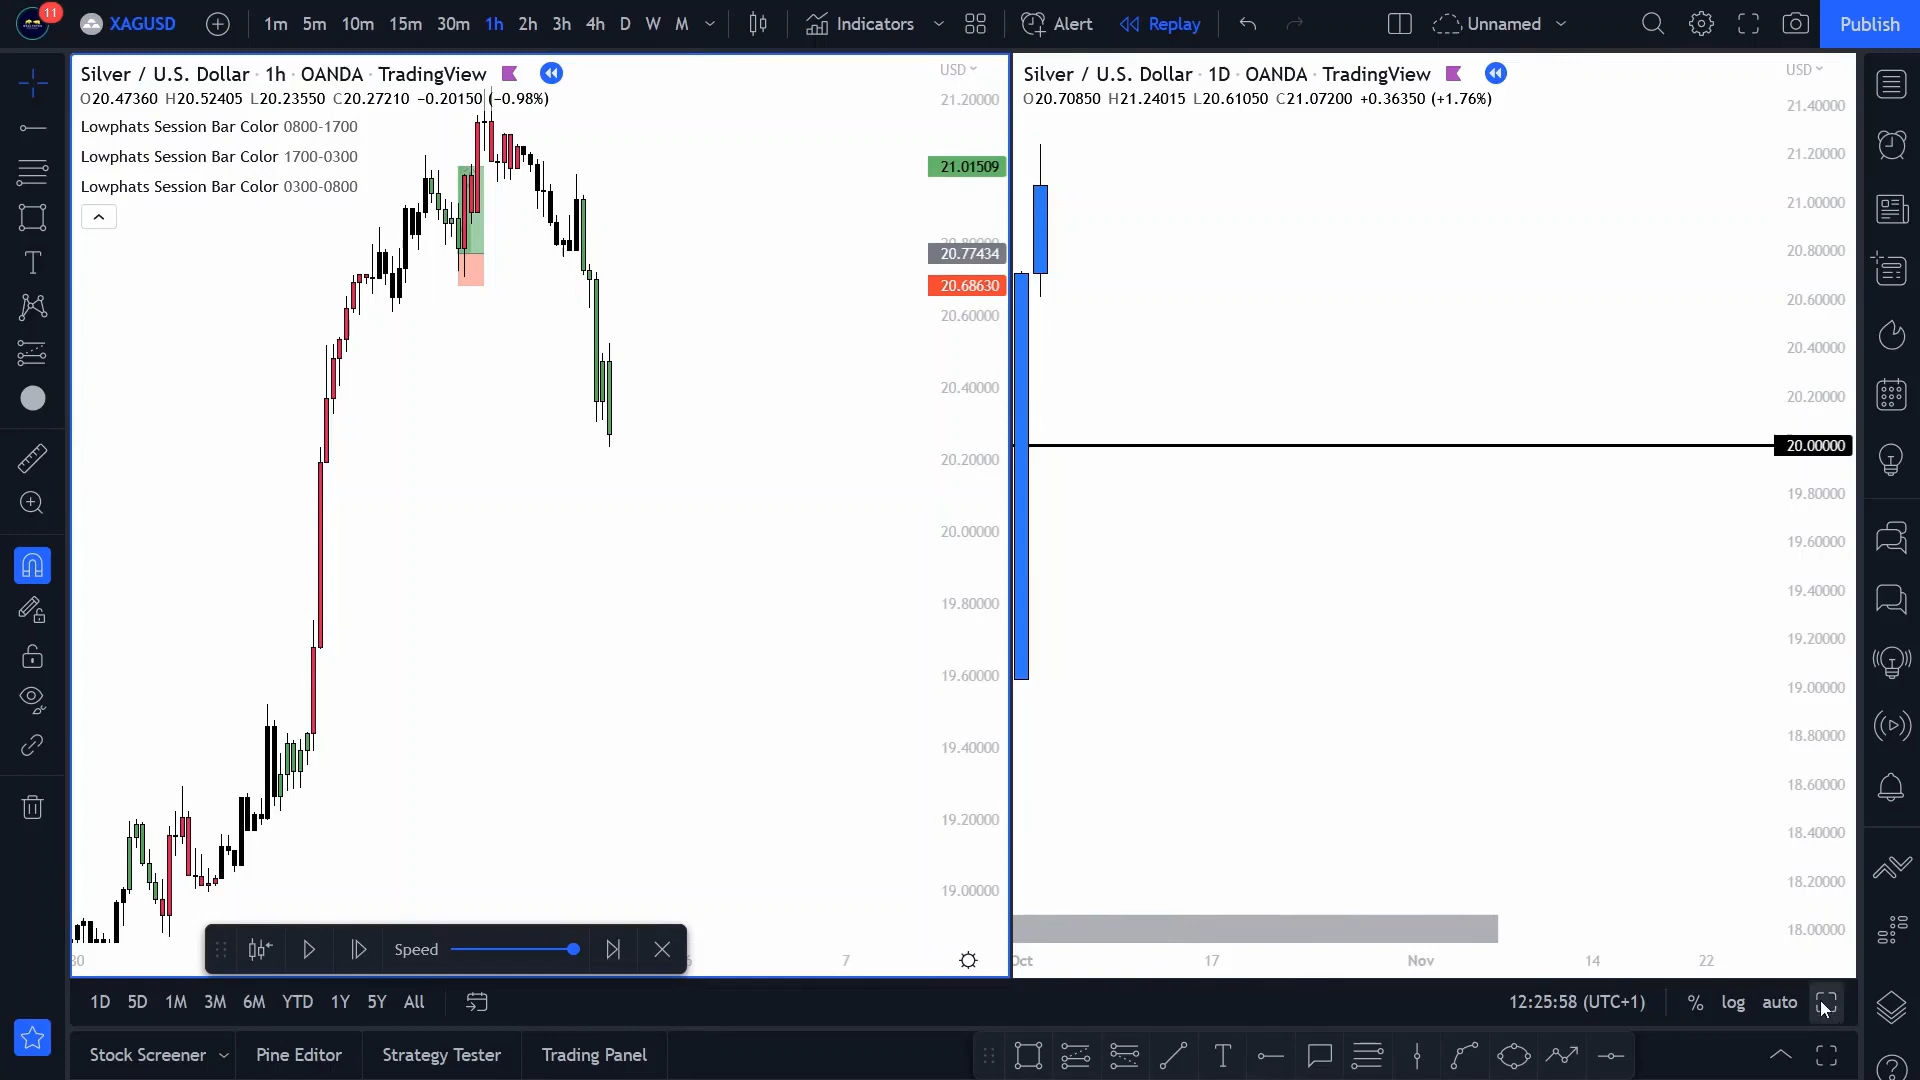 11
XAGUSD
1m 5m 10m 15m 30m 1h 2h 3h 4h D W M
Indicators
Alert
Replay
Unnamed
Publish
Silver / U.S. Dollar · 1h · OANDA · TradingView
O20.47360 H20.52405 L20.23550 C20.27210 −0.20150 (−0.98%)
Lowphats Session Bar Color 0800-1700
Lowphats Session Bar Color 1700-0300
Lowphats Session Bar Color 0300-0800
USD
21.20000
21.01509
20.77434
20.68630
20.60000
20.40000
20.20000
20.00000
19.80000
19.60000
19.40000
19.20000
19.00000
Speed
7
Silver / U.S. Dollar · 1D · OANDA · TradingView
O20.70850 H21.24015 L20.61050 C21.07200 +0.36350 (+1.76%)
USD
21.40000
21.20000
21.00000
20.80000
20.60000
20.40000
20.20000
20.00000
19.80000
19.60000
19.40000
19.20000
19.00000
18.80000
18.60000
18.40000
18.20000
18.00000
Oct 17 Nov 14 22
1D 5D 1M 3M 6M YTD 1Y 5Y All
12:25:58 (UTC+1) % log auto
Stock Screener Pine Editor Strategy Tester Trading Panel